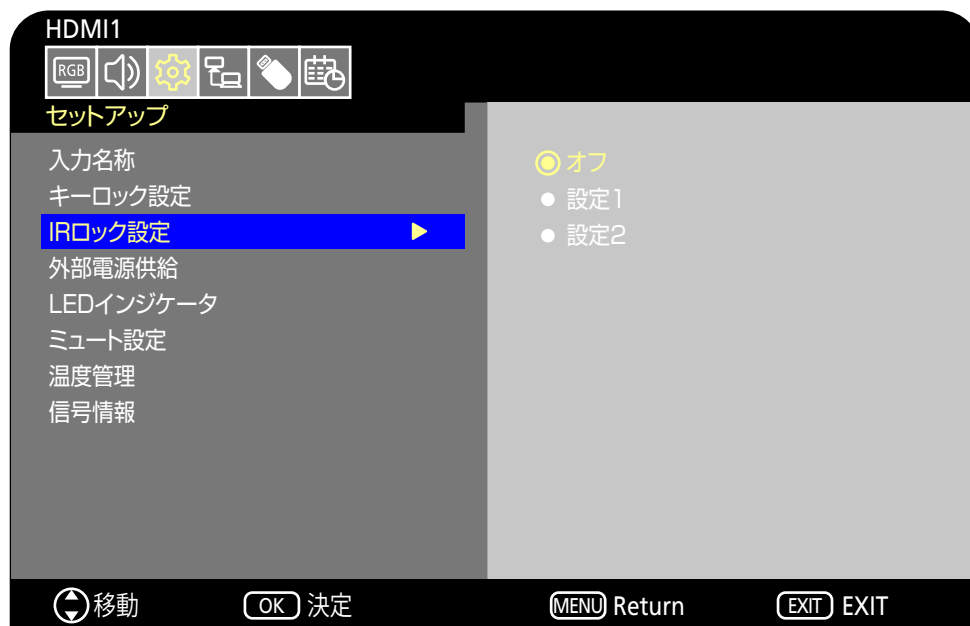 HDMI1
RGB
セットアップ
入力名称
キーロック設定
IRロック設定
外部電源供給
LEDインジケータ
ミュート設定
温度管理
信号情報
オフ
設定1
設定2
移動 OK 決定 MENU Return EXIT EXIT